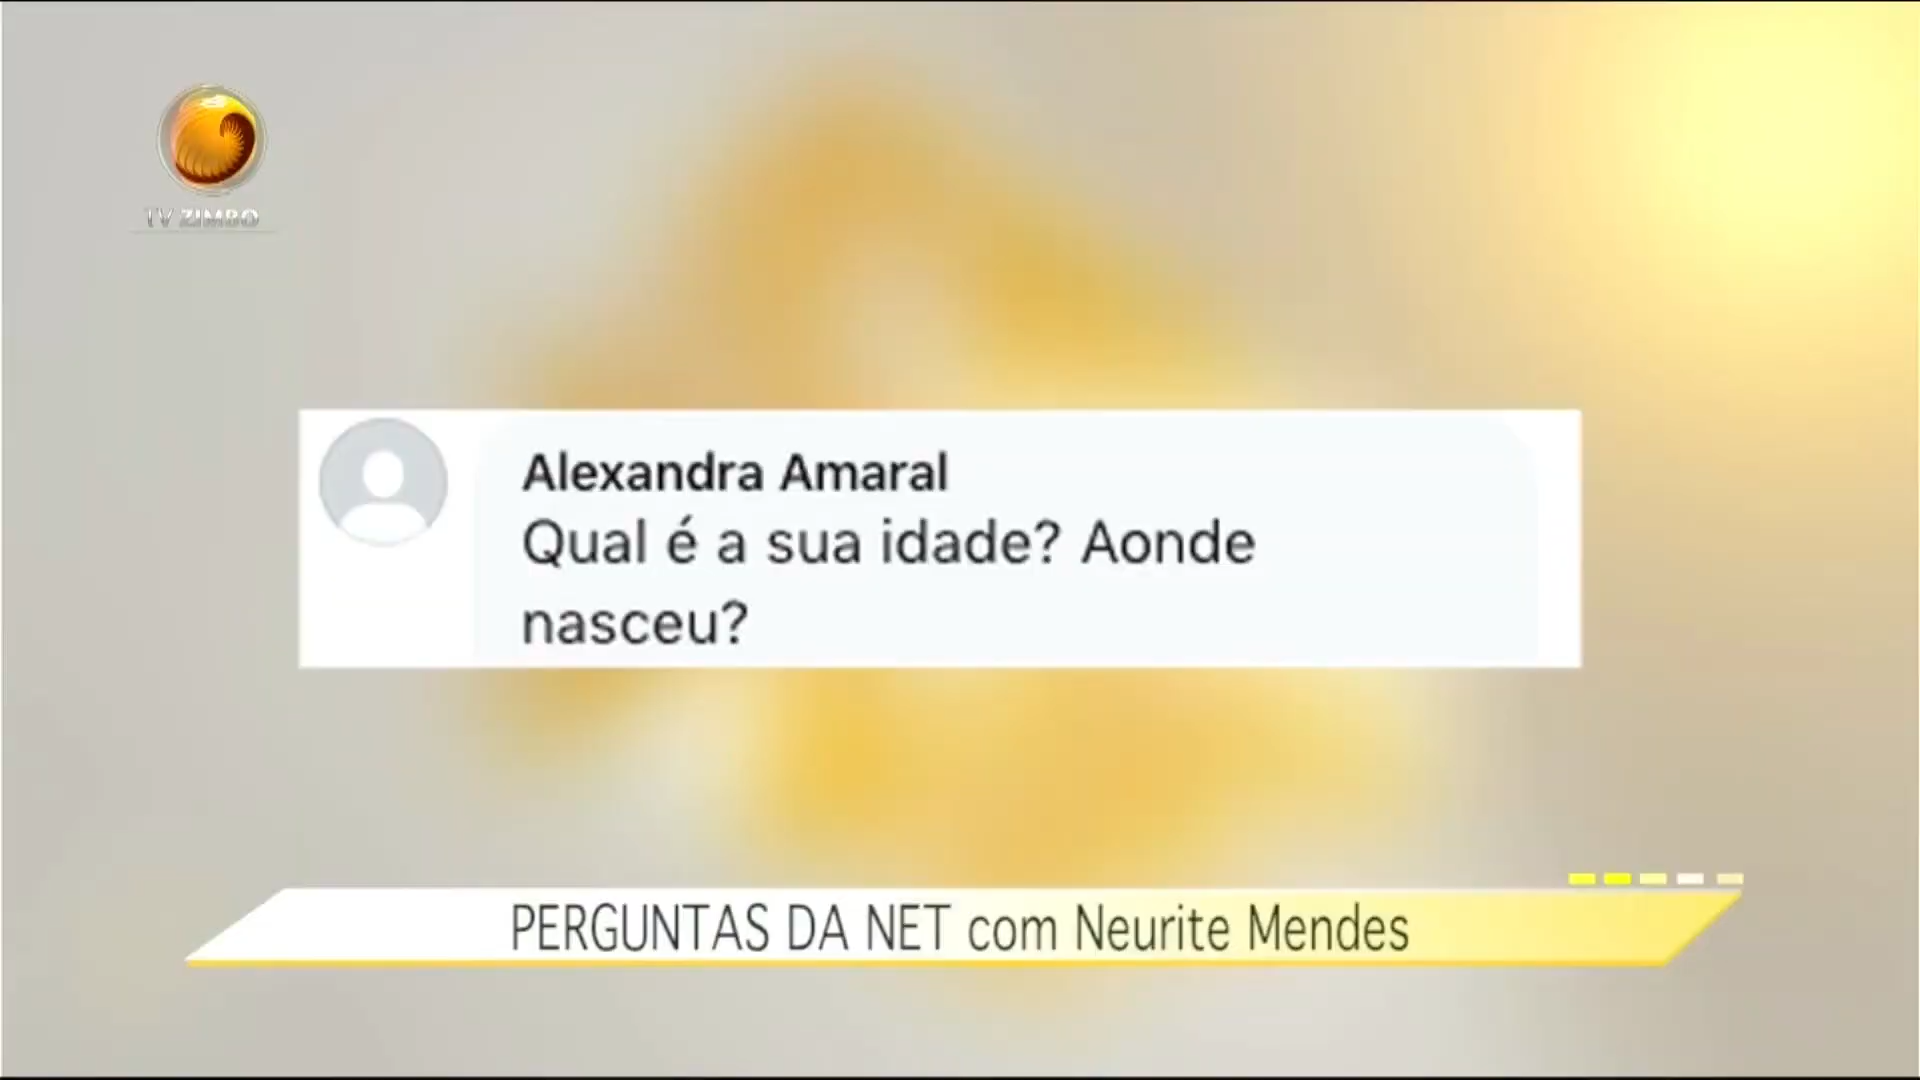 TV ZIMBO
Alexandra Amaral
Qual é a sua idade? Aonde
nasceu?
PERGUNTAS DA NET com Neurite Mendes